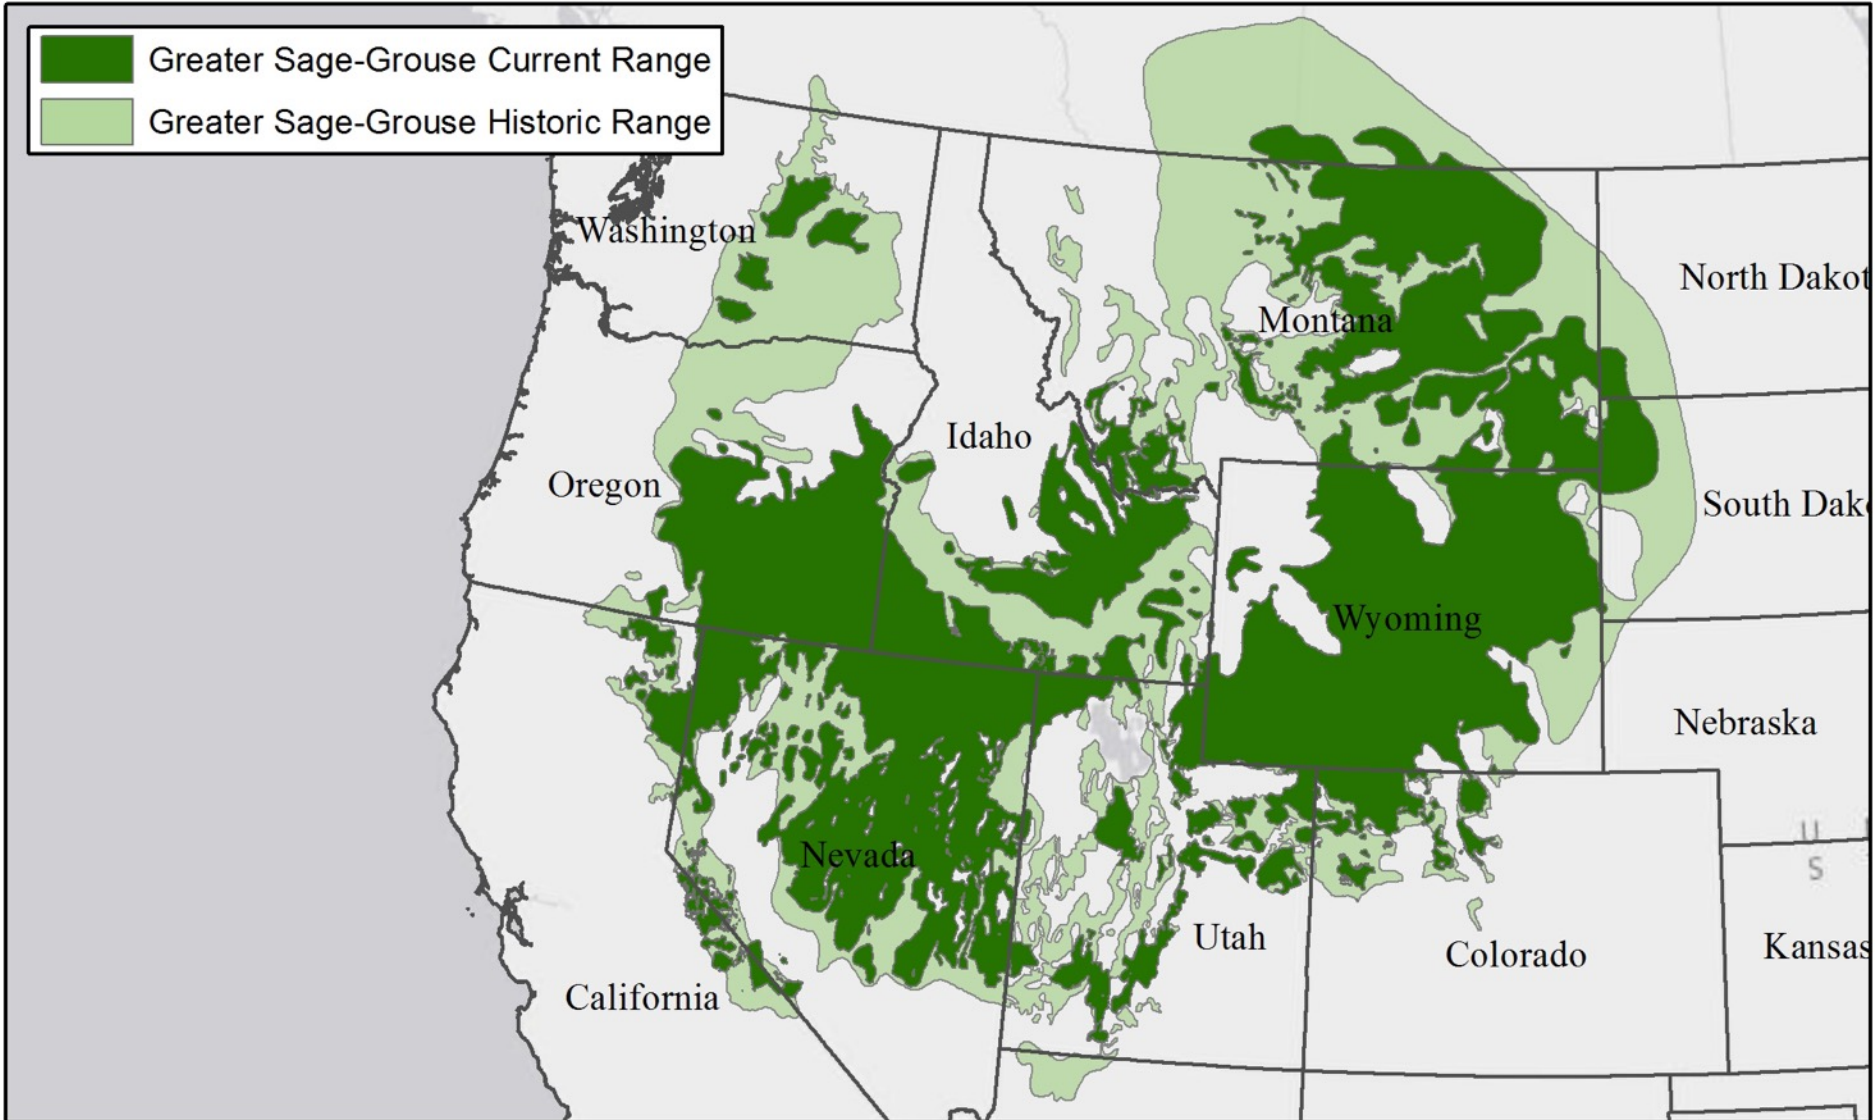 Greater Sage-Grouse Current Range
Greater Sage-Grouse Historic Range
Washington
North Dakot
Montana
Idaho
Oregon
South Dak
Wyoming
Nebraska
U
S
Nevada
Utah
Colorado
Kansas
California